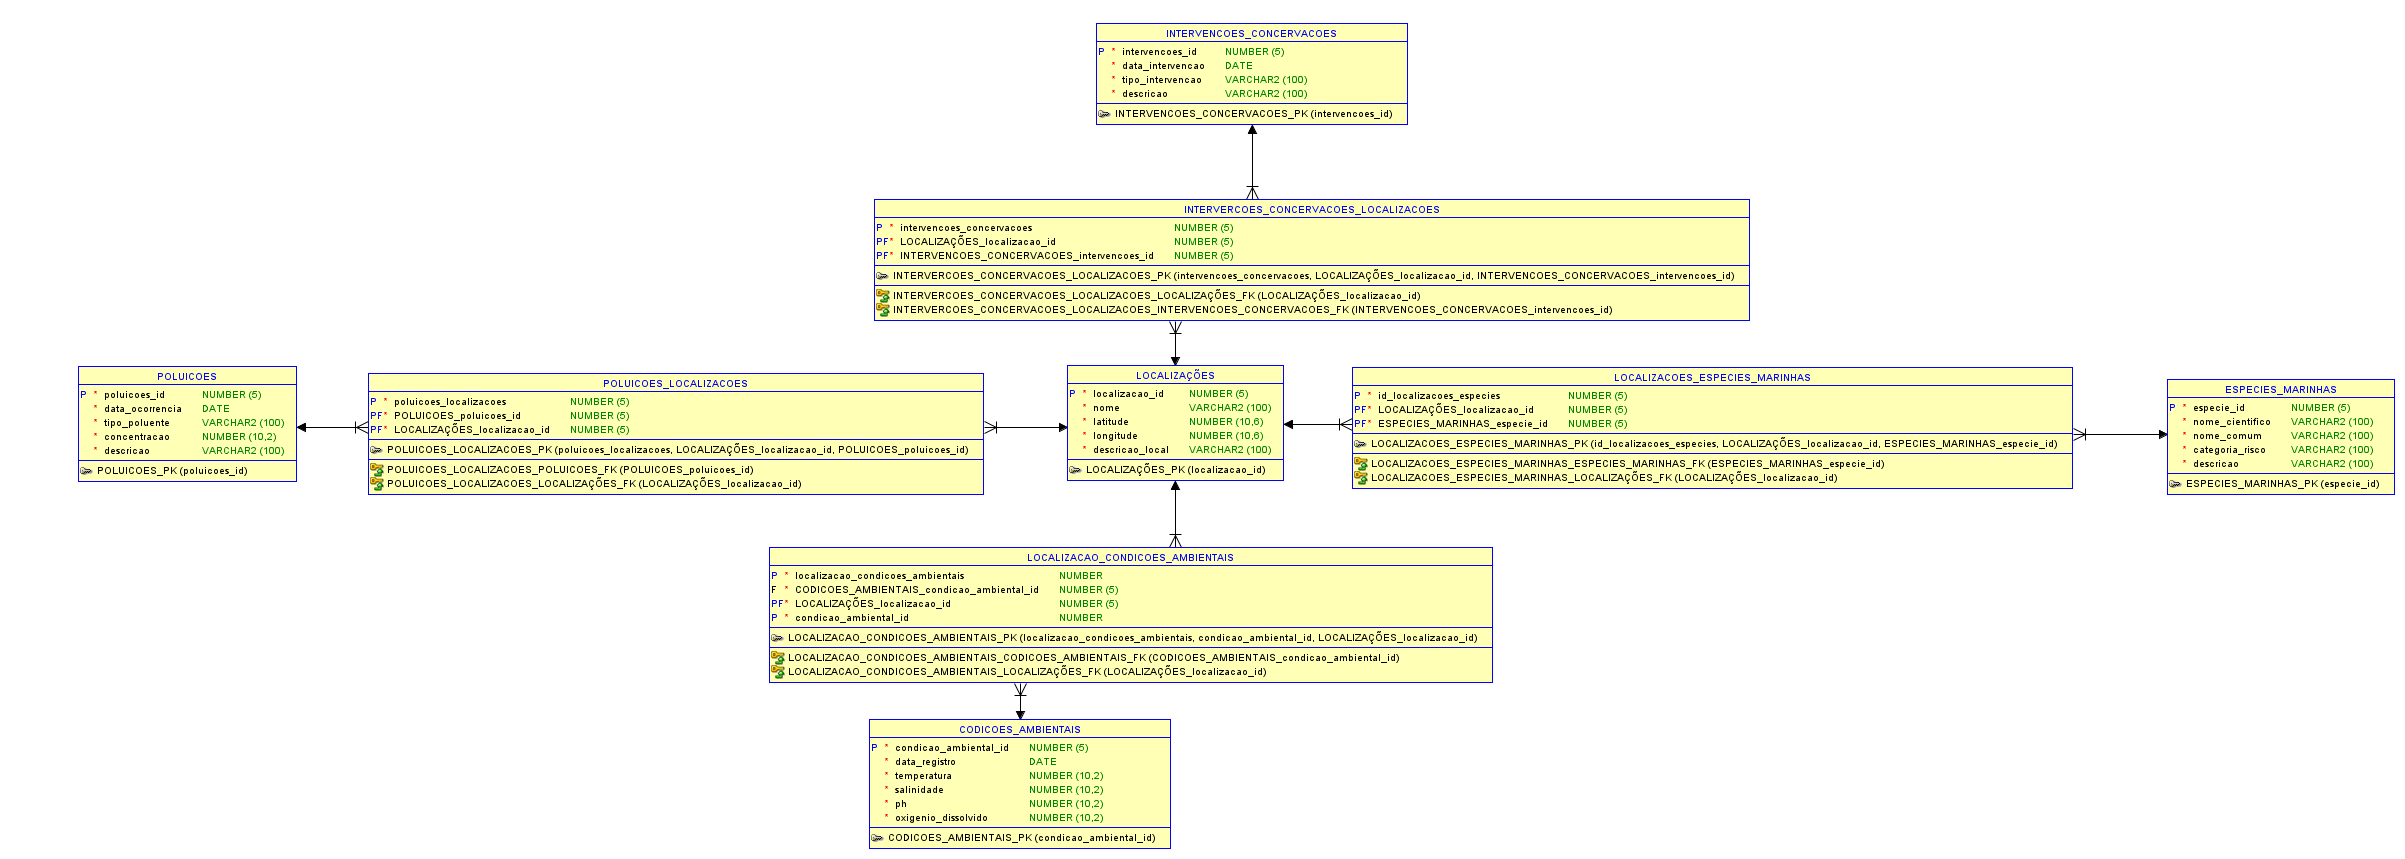 INTERVENCOES_CONCERVACOES
P * intervencoes_id NUMBER (5)
* data_intervencao DATE
* tipo_intervencao VARCHAR2 (100)
* descricao VARCHAR2 (100)
INTERVENCOES_CONCERVACOES_PK (intervencoes_id)
INTERVERCOES_CONCERVACOES_LOCALIZACOES
P * intervencoes_concervacoes NUMBER (5)
PF* LOCALIZAÇÕES_localizacao_id NUMBER (5)
PF* INTERVENCOES_CONCERVACOES_intervencoes_id NUMBER (5)
INTERVERCOES_CONCERVACOES_LOCALIZACOES_PK (intervencoes_concervacoes, LOCALIZAÇÕES_localizacao_id, INTERVENCOES_CONCERVACOES_intervencoes_id)
INTERVERCOES_CONCERVACOES_LOCALIZACOES_LOCALIZAÇÕES_FK (LOCALIZAÇÕES_localizacao_id)
INTERVERCOES_CONCERVACOES_LOCALIZACOES_INTERVENCOES_CONCERVACOES_FK (INTERVENCOES_CONCERVACOES_intervencoes_id)
POLUICOES
P * poluicoes_id NUMBER (5)
* data_ocorrencia DATE
* tipo_poluente VARCHAR2 (100)
* concentracao NUMBER (10,2)
* descricao VARCHAR2 (100)
POLUICOES_PK (poluicoes_id)
POLUICOES_LOCALIZACOES
P * poluicoes_localizacoes NUMBER (5)
PF* POLUICOES_poluicoes_id NUMBER (5)
PF* LOCALIZAÇÕES_localizacao_id NUMBER (5)
POLUICOES_LOCALIZACOES_PK (poluicoes_localizacoes, LOCALIZAÇÕES_localizacao_id, POLUICOES_poluicoes_id)
POLUICOES_LOCALIZACOES_POLUICOES_FK (POLUICOES_poluicoes_id)
POLUICOES_LOCALIZACOES_LOCALIZAÇÕES_FK (LOCALIZAÇÕES_localizacao_id)
LOCALIZAÇÕES
P * localizacao_id NUMBER (5)
* nome VARCHAR2 (100)
* latitude NUMBER (10,6)
* longitude NUMBER (10,6)
* descricao_local VARCHAR2 (100)
LOCALIZAÇÕES_PK (localizacao_id)
LOCALIZACOES_ESPECIES_MARINHAS
P * id_localizacoes_especies NUMBER (5)
PF* LOCALIZAÇÕES_localizacao_id NUMBER (5)
PF* ESPECIES_MARINHAS_especie_id NUMBER (5)
LOCALIZACOES_ESPECIES_MARINHAS_PK (id_localizacoes_especies, LOCALIZAÇÕES_localizacao_id, ESPECIES_MARINHAS_especie_id)
LOCALIZACOES_ESPECIES_MARINHAS_ESPECIES_MARINHAS_FK (ESPECIES_MARINHAS_especie_id)
LOCALIZACOES_ESPECIES_MARINHAS_LOCALIZAÇÕES_FK (LOCALIZAÇÕES_localizacao_id)
ESPECIES_MARINHAS
P * especie_id NUMBER (5)
* nome_cientifico VARCHAR2 (100)
* nome_comum VARCHAR2 (100)
* categoria_risco VARCHAR2 (100)
* descricao VARCHAR2 (100)
ESPECIES_MARINHAS_PK (especie_id)
LOCALIZACAO_CONDICOES_AMBIENTAIS
P * localizacao_condicoes_ambientais NUMBER
F * CODICOES_AMBIENTAIS_condicao_ambiental_id NUMBER (5)
PF* LOCALIZAÇÕES_localizacao_id NUMBER (5)
P * condicao_ambiental_id NUMBER
LOCALIZACAO_CONDICOES_AMBIENTAIS_PK (localizacao_condicoes_ambientais, condicao_ambiental_id, LOCALIZAÇÕES_localizacao_id)
LOCALIZACAO_CONDICOES_AMBIENTAIS_CODICOES_AMBIENTAIS_FK (CODICOES_AMBIENTAIS_condicao_ambiental_id)
LOCALIZACAO_CONDICOES_AMBIENTAIS_LOCALIZAÇÕES_FK (LOCALIZAÇÕES_localizacao_id)
CODICOES_AMBIENTAIS
P * condicao_ambiental_id NUMBER (5)
* data_registro DATE
* temperatura NUMBER (10,2)
* salinidade NUMBER (10,2)
* ph NUMBER (10,2)
* oxigenio_dissolvido NUMBER (10,2)
CODICOES_AMBIENTAIS_PK (condicao_ambiental_id)